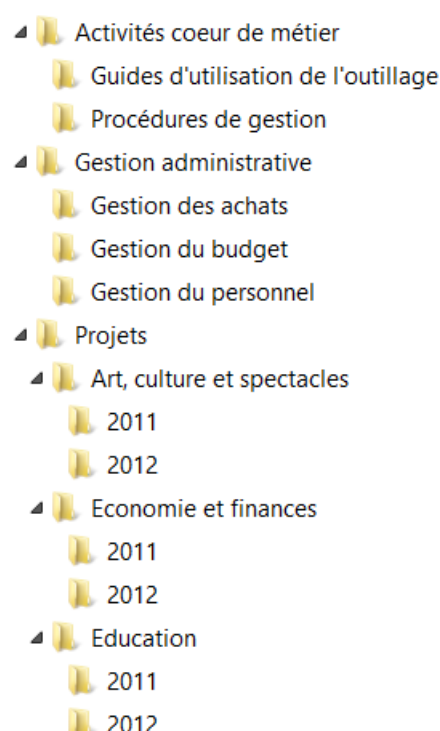 Activités coeur de métier
Guides d'utilisation de l'outillage
Procédures de gestion
Gestion administrative
Gestion des achats
Gestion du budget
Gestion du personnel
Projets
Art, culture et spectacles
2011
2012
Economie et finances
2011
2012
Education
2011
2012